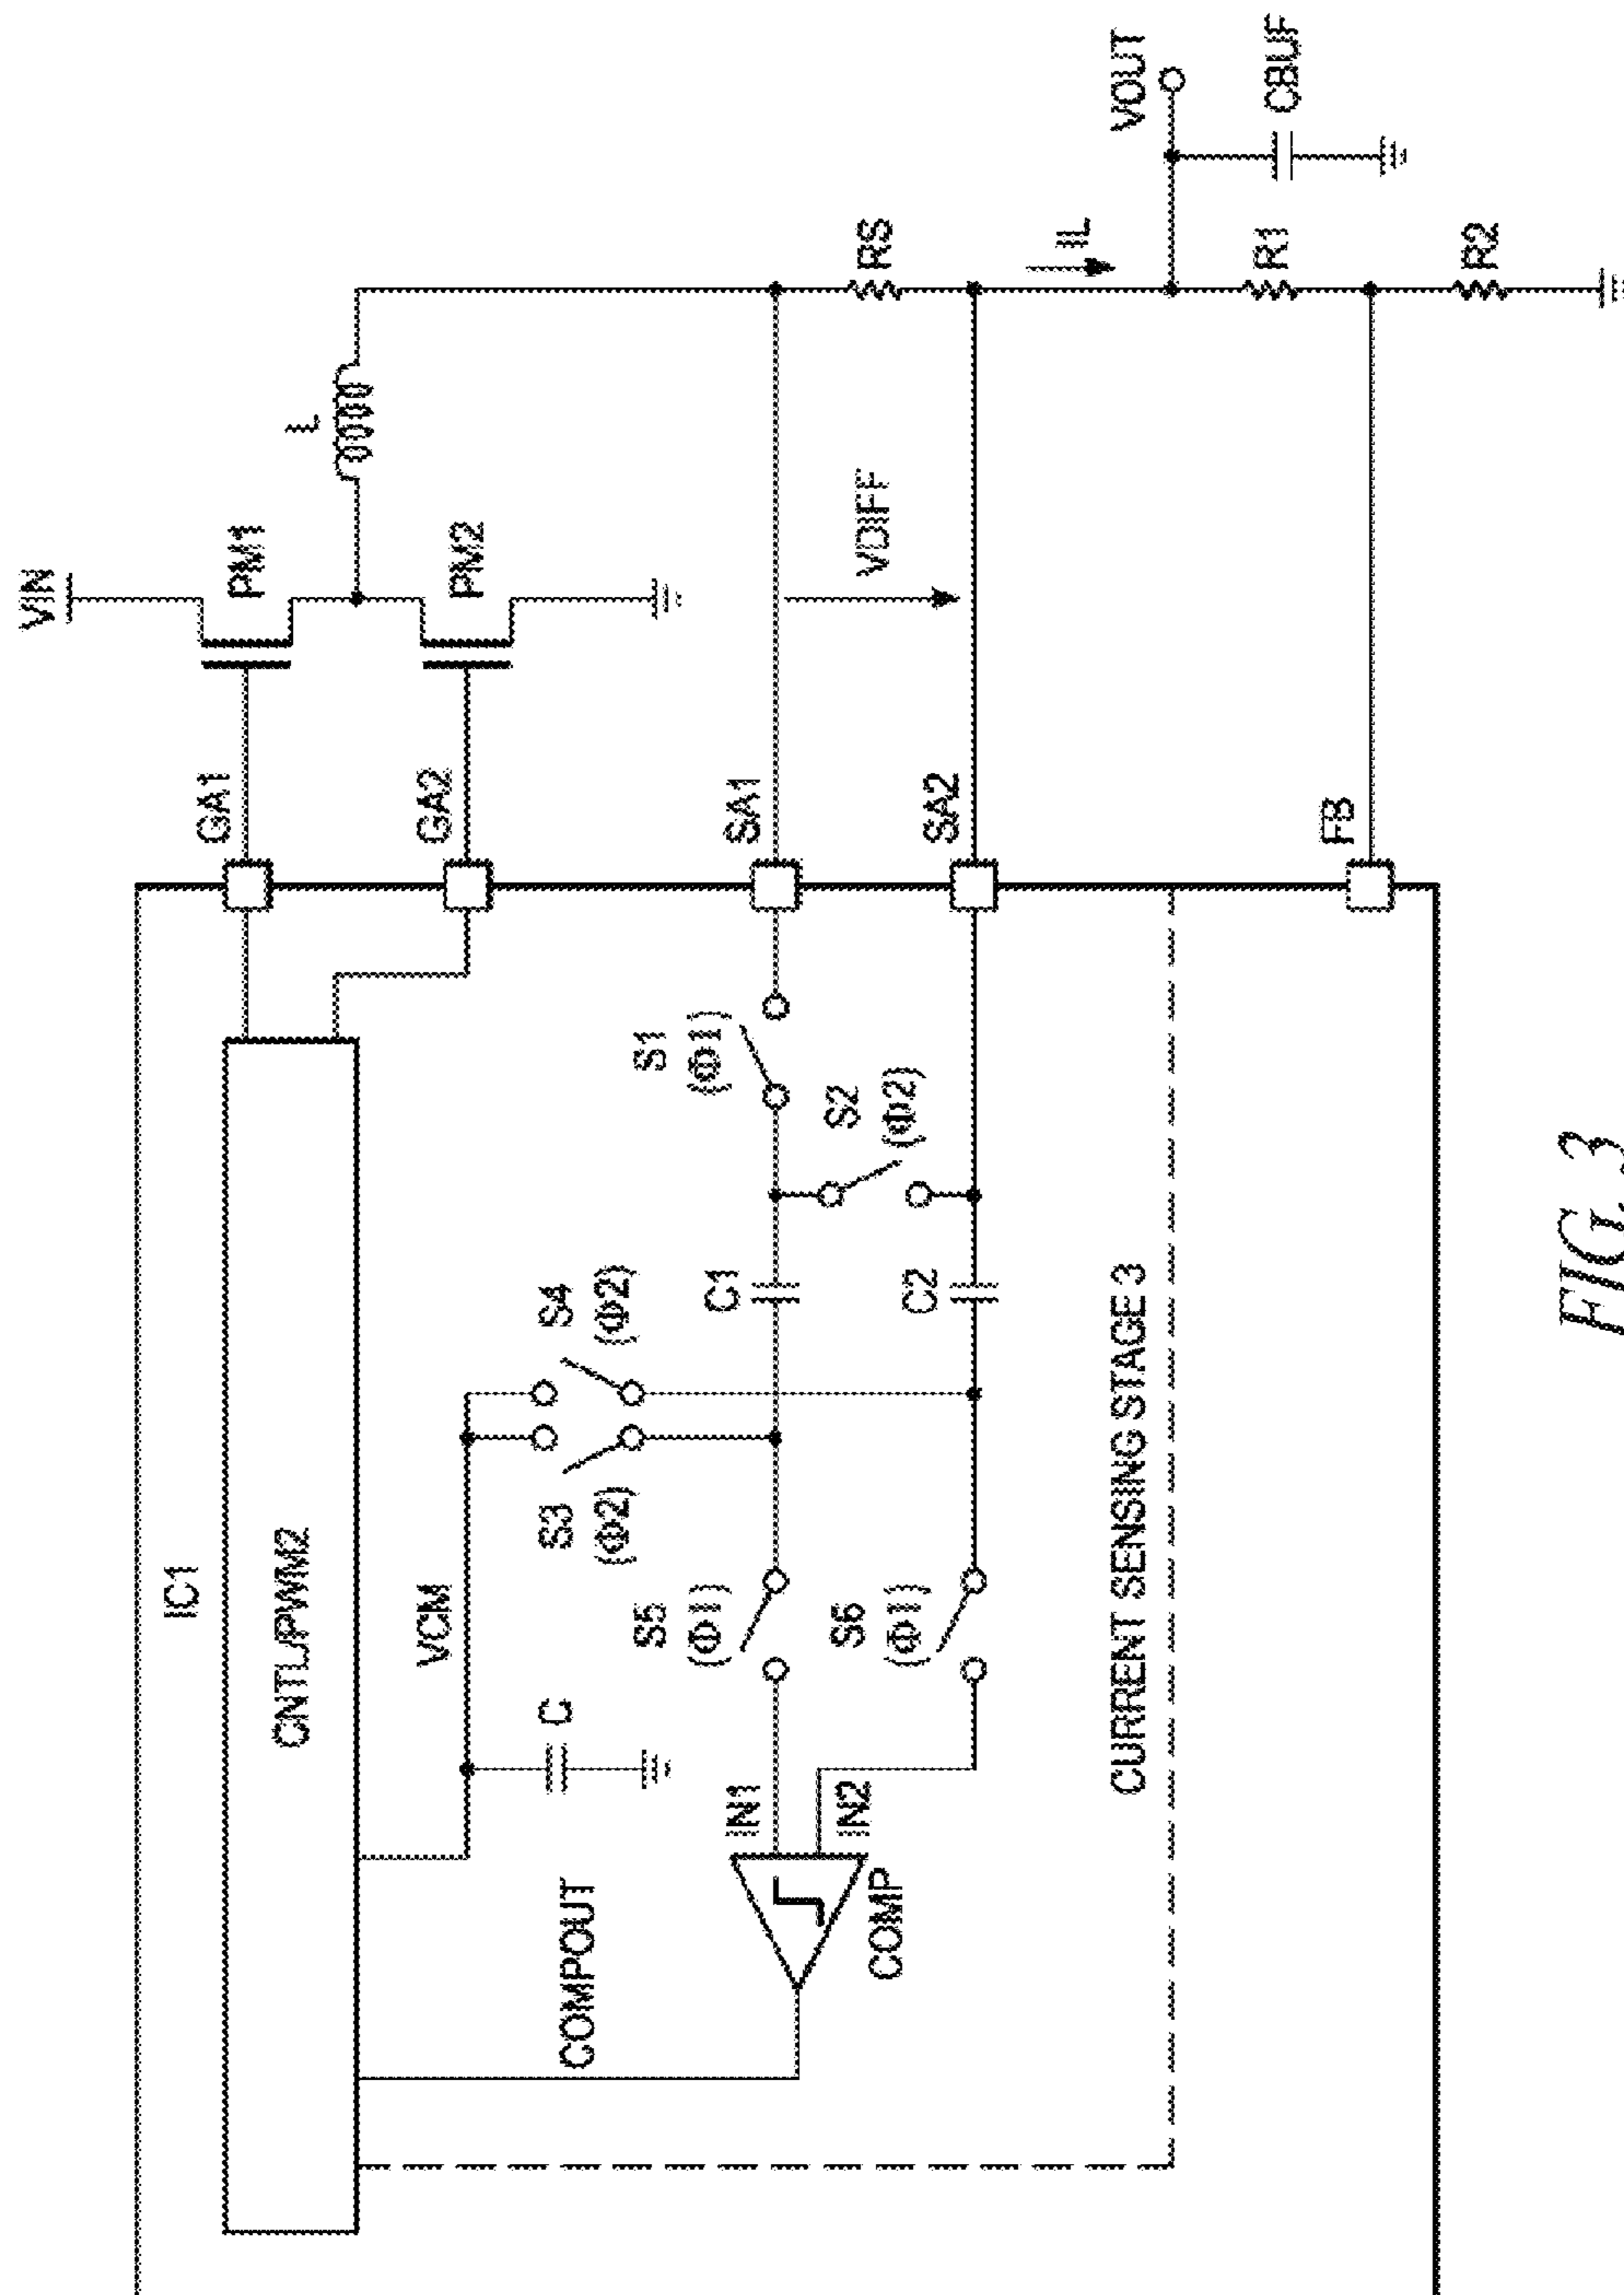 VIN
PM1
PM2
L
GA1
GA2
SA1
SA2
FB
VDIFF
RS
IL
VOUT
CBUF
R1
R2
IC1
CNTL/PWM2
VCM
C
S4
(Φ2)
S3
(Φ2)
S1
(Φ1)
S2
(Φ2)
C1
C2
S5
(Φ1)
S6
(Φ1)
IN1
IN2
COMP
COMPOUT
CURRENT SENSING STAGE 3
FIG. 3